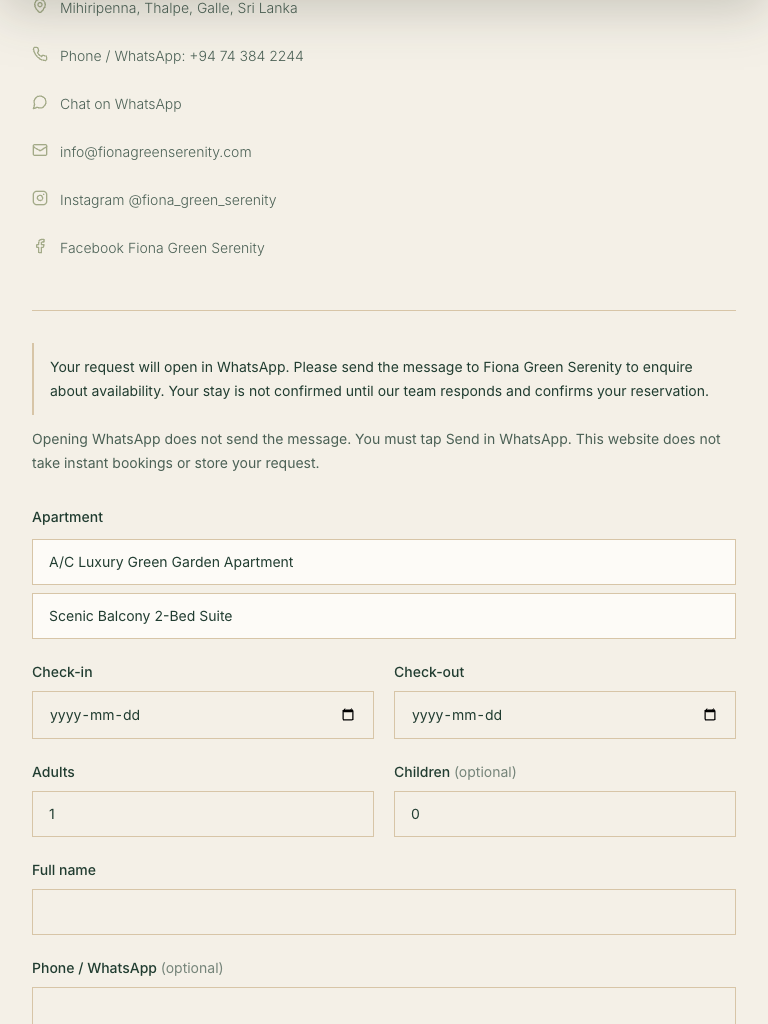 Mihiripenna, Thalpe, Galle, Sri Lanka
Phone / WhatsApp: +94 74 384 2244
Chat on WhatsApp
info@fionagreenserenity.com
Instagram @fiona_green_serenity
Facebook Fiona Green Serenity
Your request will open in WhatsApp. Please send the message to Fiona Green Serenity to enquire
about availability. Your stay is not confirmed until our team responds and confirms your reservation.
Opening WhatsApp does not send the message. You must tap Send in WhatsApp. This website does not
take instant bookings or store your request.
Apartment
A/C Luxury Green Garden Apartment
Scenic Balcony 2-Bed Suite
Check-in
Check-out
yyyy-mm-dd
yyyy-mm-dd
Adults
Children (optional)
1
0
Full name
Phone / WhatsApp (optional)